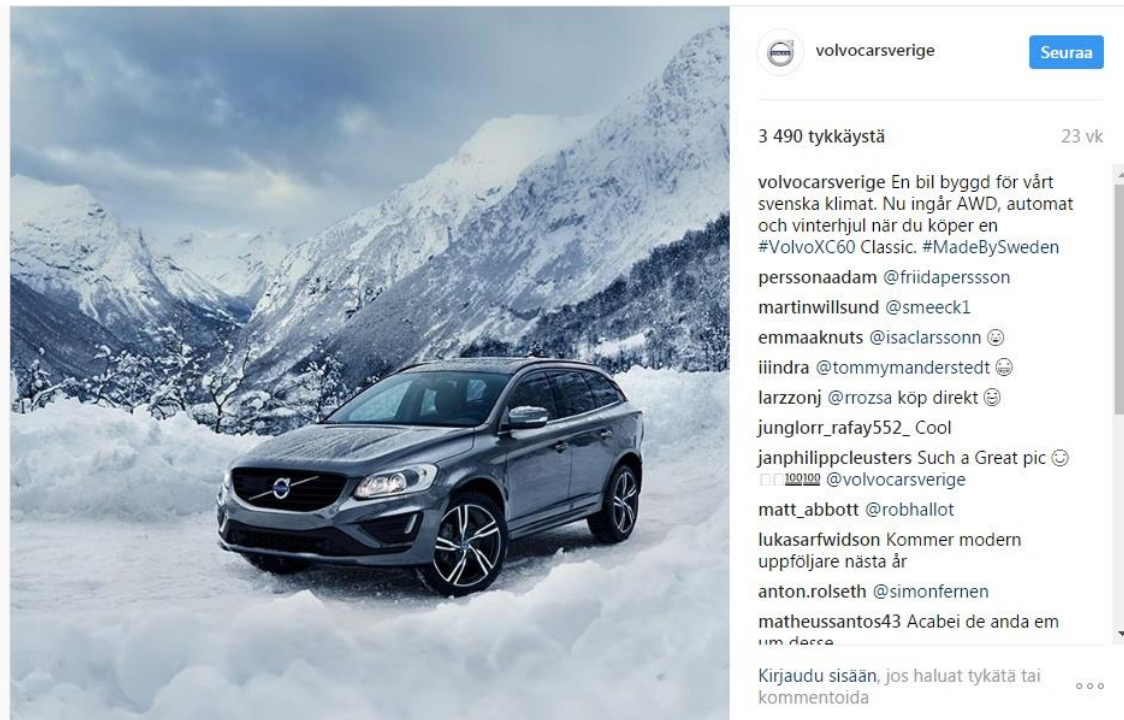 volvocarsverige
Seuraa
3 490 tykkäystä
23 vk
volvocarsverige En bil byggd för vårt
svenska klimat. Nu ingår AWD, automat
och vinterhjul när du köper en
#VolvoXC60 Classic. #MadeBySweden
perssonaadam @friidaperssson
martinwillsund @smeeck1
emmaaknuts @isaclarssonn 😀
iiindra @tommymanderstedt 😁
larzzonj @rrozsa köp direkt 😄
junglorr_rafay552_ Cool
janphilippcleusters Such a Great pic ☺
□□💯💯 @volvocarsverige
matt_abbott @robhallot
lukasarfwidson Kommer modern
uppföljare nästa år
anton.rolseth @simonfernen
matheussantos43 Acabei de anda em
um desse
Kirjaudu sisään, jos haluat tykätä tai
kommentoida